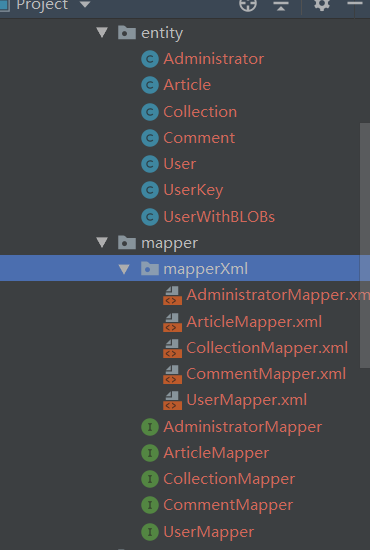 Project
entity
Administrator
Article
Collection
Comment
User
UserKey
UserWithBLOBs
mapper
mapperXml
AdministratorMapper.xm
ArticleMapper.xml
CollectionMapper.xml
CommentMapper.xml
UserMapper.xml
AdministratorMapper
ArticleMapper
CollectionMapper
CommentMapper
UserMapper